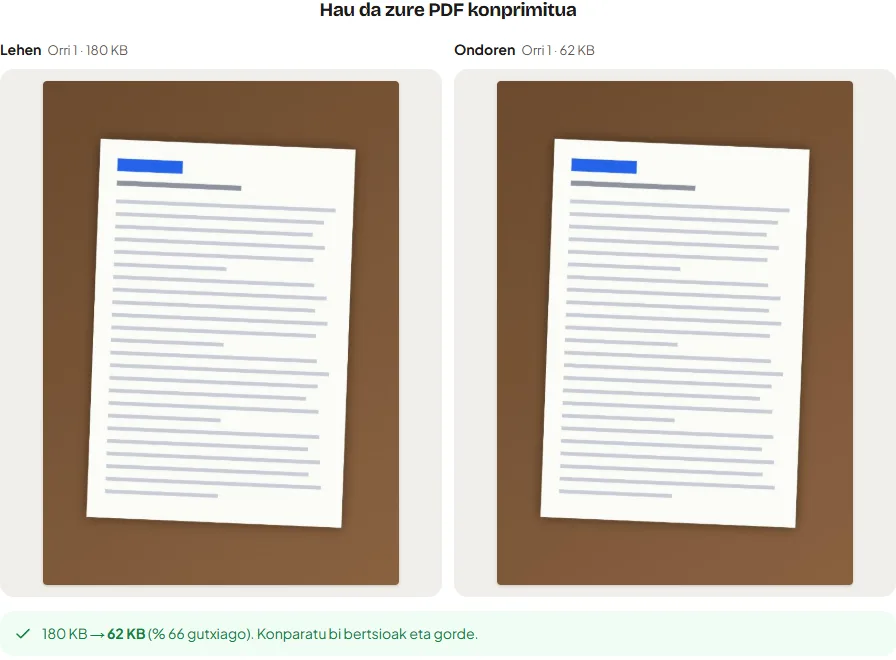 Hau da zure PDF konprimitua
Lehen Orri 1 · 180 KB
Ondoren Orri 1 · 62 KB
180 KB → 62 KB (% 66 gutxiago). Konparatu bi bertsioak eta gorde.